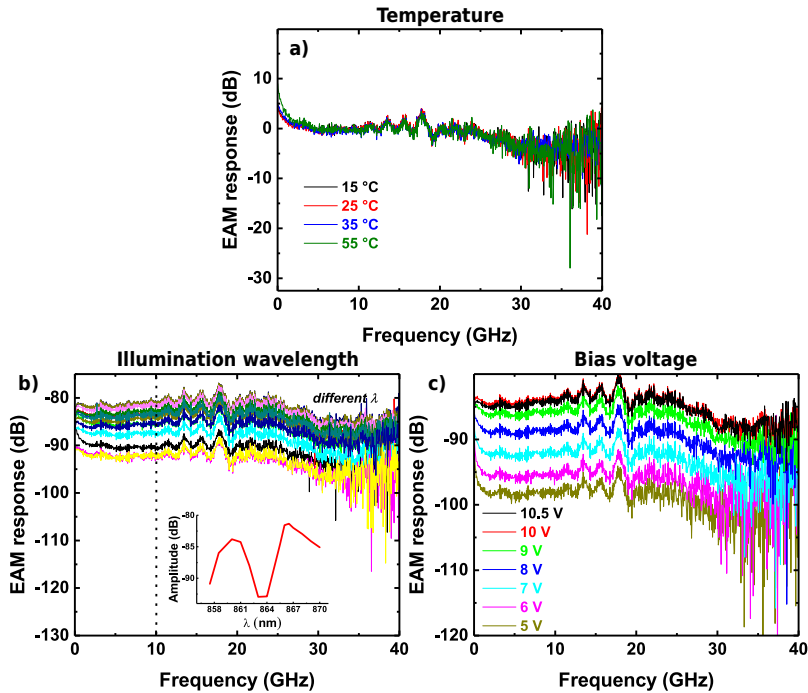 Temperature
a)
EAM response (dB)
10
0
-10
-20
-30
15 °C
25 °C
35 °C
55 °C
0
10
20
30
40
Frequency (GHz)
Illumination wavelength
b)
EAM response (dB)
-80
-90
-100
-110
-120
-130
different λ
Amplitude (dB)
-80
-85
-90
858
861
864
867
870
λ (nm)
0
10
20
30
40
Frequency (GHz)
Bias voltage
c)
EAM response (dB)
-80
-100
-120
10.5 V
10 V
9 V
8 V
7 V
6 V
5 V
0
10
20
30
40
Frequency (GHz)